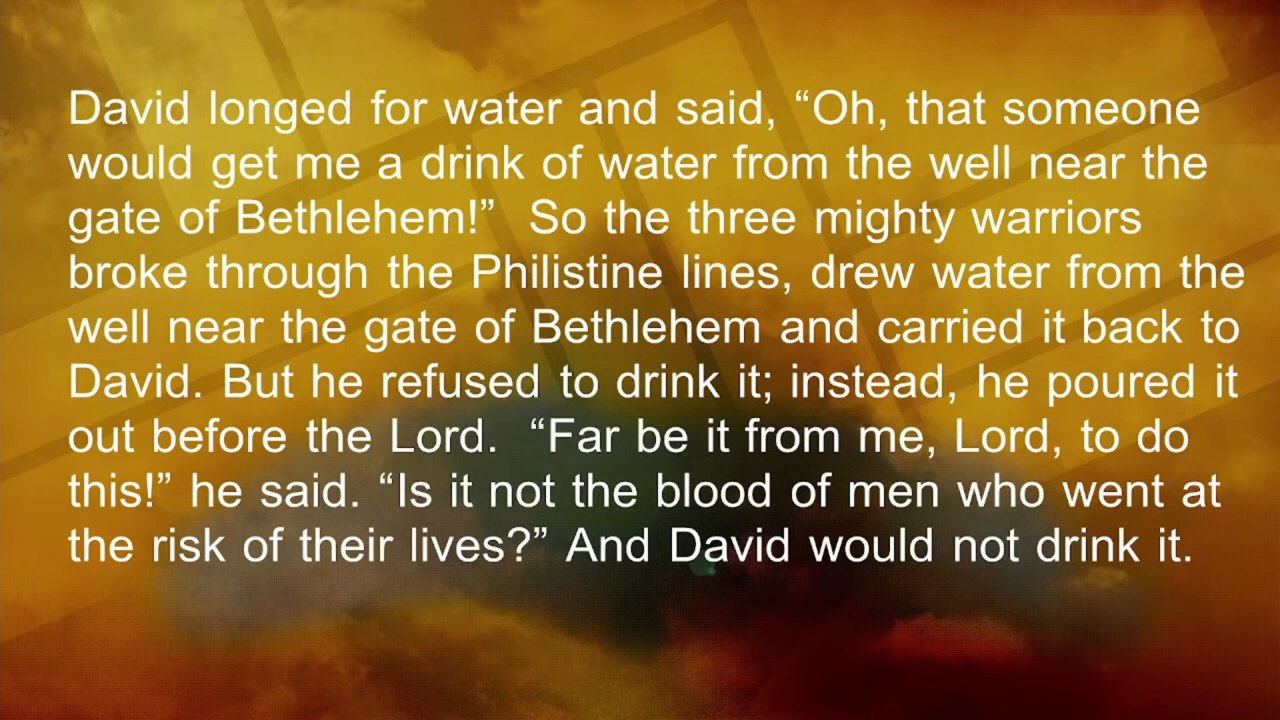 David longed for water and said, “Oh, that someone
would get me a drink of water from the well near the
gate of Bethlehem!”  So the three mighty warriors
broke through the Philistine lines, drew water from the
well near the gate of Bethlehem and carried it back to
David. But he refused to drink it; instead, he poured it
out before the Lord.  “Far be it from me, Lord, to do
this!” he said. “Is it not the blood of men who went at
the risk of their lives?” And David would not drink it.